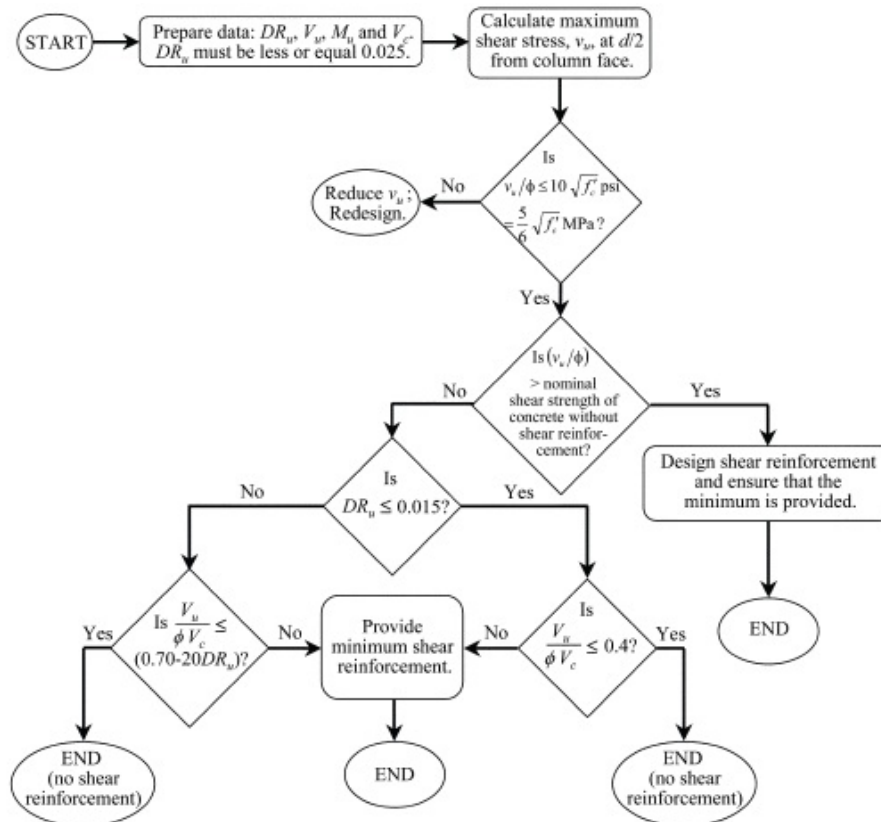 START
Prepare data: DRᵤ, Vᵤ, Mᵤ and V꜀.
DRᵤ must be less or equal 0.025.
Calculate maximum
shear stress, vᵤ, at d/2
from column face.
Is
vᵤ/ϕ ≤ 10 √f'c psi
= 5/6 √f'c MPa?
No
Reduce vᵤ;
Redesign.
Yes
Is (vᵤ/ϕ)
> nominal
shear strength of
concrete without
shear reinfor-
cement?
No
Yes
Design shear reinforcement
and ensure that the
minimum is provided.
END
Is
DRᵤ ≤ 0.015?
No
Yes
Is Vᵤ/ϕ V꜀ ≤
(0.70-20DRᵤ)?
Yes
No
Provide
minimum shear
reinforcement.
Is
Vᵤ/ϕ V꜀ ≤ 0.4?
No
Yes
END
(no shear
reinforcement)
END
END
(no shear
reinforcement)